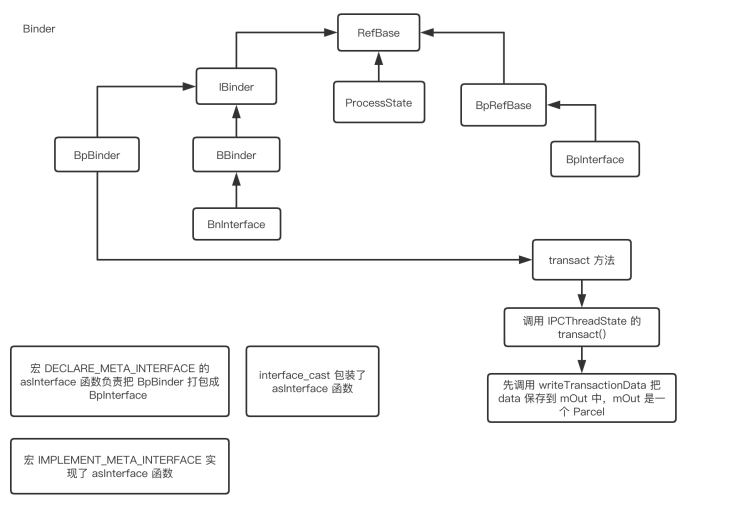 Binder
RefBase
IBinder
ProcessState
BpRefBase
BpBinder
BBinder
BpInterface
BnInterface
transact 方法
调用 IPCThreadState 的
transact()
宏 DECLARE_META_INTERFACE 的
asInterface 函数负责把 BpBinder 打包成
BpInterface
interface_cast 包装了
asInterface 函数
先调用 writeTransactionData 把
data 保存到 mOut 中，mOut 是一
个 Parcel
宏 IMPLEMENT_META_INTERFACE 实
现了 asInterface 函数